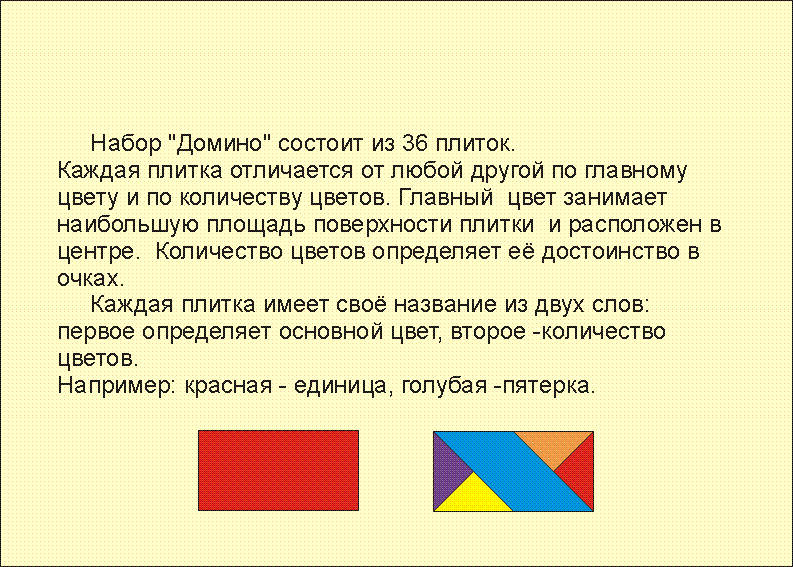 Набор "Домино" состоит из 36 плиток.
Каждая плитка отличается от любой другой по главному
цвету и по количеству цветов. Главный  цвет занимает
наибольшую площадь поверхности плитки  и расположен в
центре.  Количество цветов определяет её достоинство в
очках.
Каждая плитка имеет своё название из двух слов:
первое определяет основной цвет, второе -количество
цветов.
Например: красная - единица, голубая -пятерка.